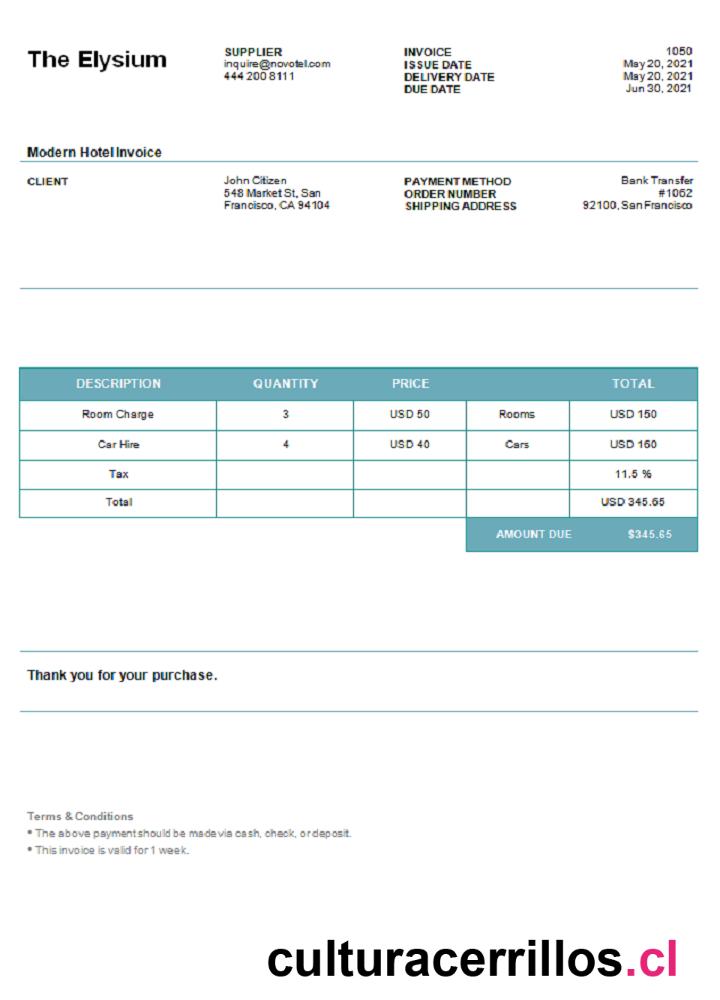 The Elysium
SUPPLIER
inquire@novotel.com
444 200 8111
INVOICE 1050
ISSUE DATE May 20, 2021
DELIVERY DATE May 20, 2021
DUE DATE Jun 30, 2021
Modern Hotel Invoice
CLIENT
John Citizen
548 Market St, San
Francisco, CA 94104
PAYMENT METHOD Bank Transfer
ORDER NUMBER #1062
SHIPPING ADDRESS 92100, San Francisco
DESCRIPTION QUANTITY PRICE TOTAL
Room Charge 3 USD 50 Rooms USD 150
Car Hire 4 USD 40 Cars USD 160
Tax 11.5 %
Total USD 345.65
AMOUNT DUE $345.65
Thank you for your purchase.
Terms & Conditions
• The above payment should be made via cash, check, or deposit.
• This invoice is valid for 1 week.
culturacerrillos.cl